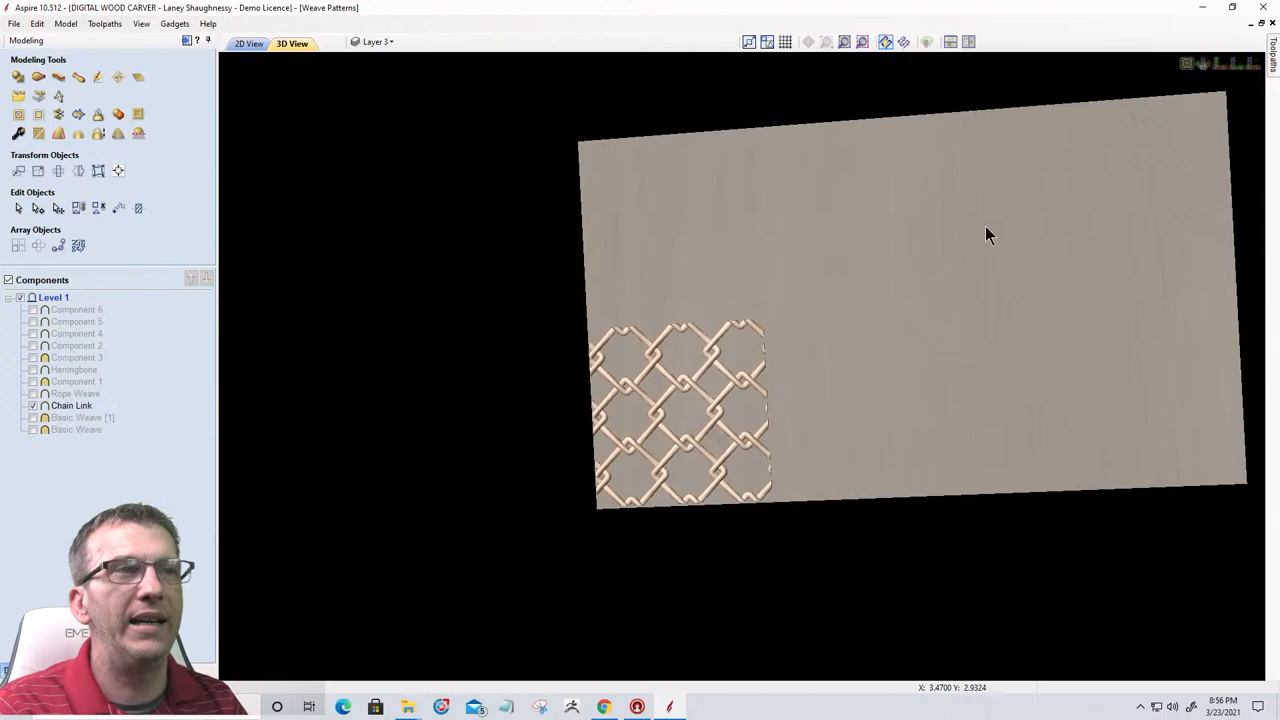 Aspire 10.512 - {DIGITAL WOOD CARVER - Laney Shaughnessy - Demo Licence} - [Weave Patterns]
File Edit Model Toolpaths View Gadgets Help
Modeling
2D View 3D View Layer 3
Toolpaths
Modeling Tools
Transform Objects
Edit Objects
Array Objects
Components
Level 1
Component 6
Component 5
Component 4
Component 2
Component 3
Herringbone
Component 1
Rope Weave
Chain Link
Basic Weave [1]
Basic Weave
X: 3.4700 Y: 2.9324
5
8:56 PM
3/23/2021